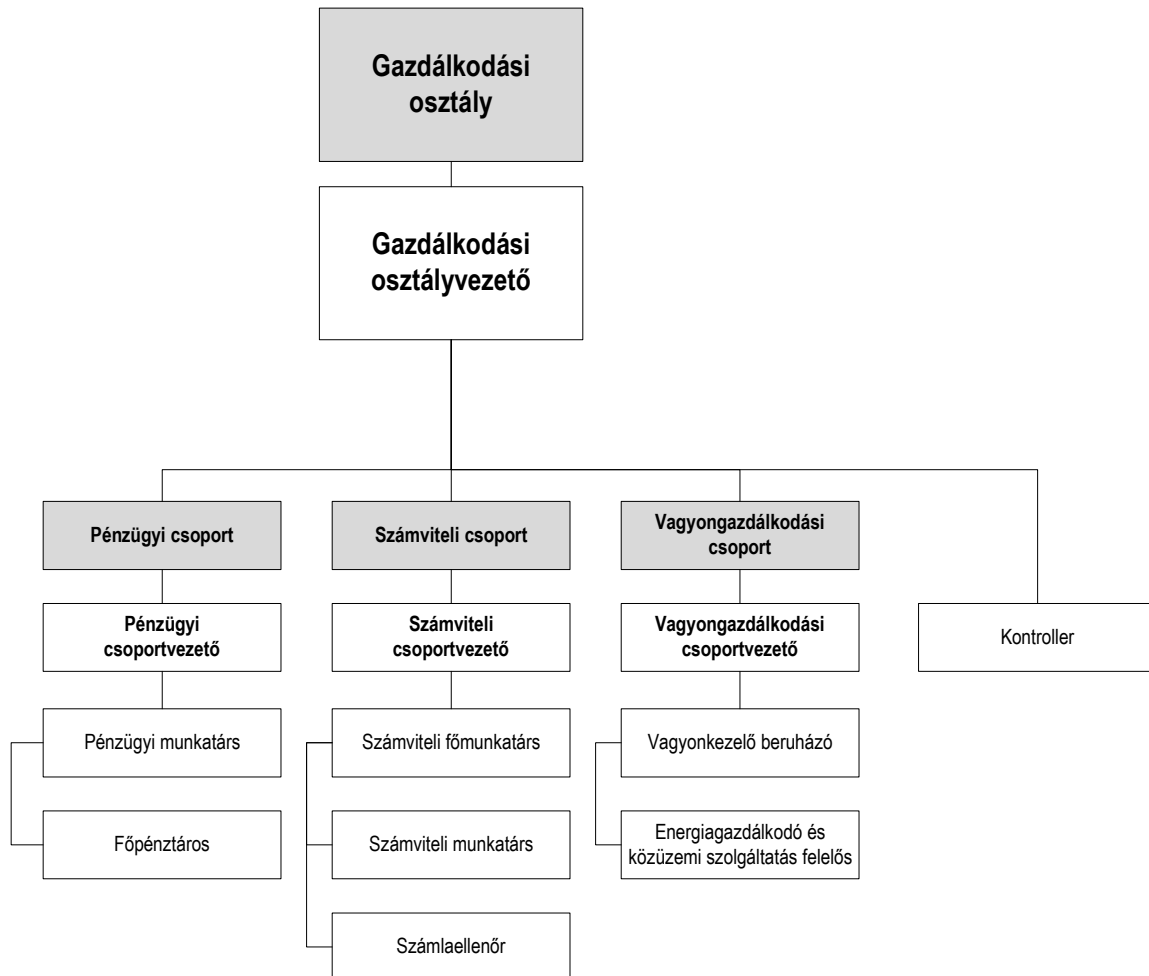 Gazdálkodási
osztály
Gazdálkodási
osztályvezető
Pénzügyi csoport
Számviteli csoport
Vagyongazdálkodási
csoport
Pénzügyi
csoportvezető
Számviteli
csoportvezető
Vagyongazdálkodási
csoportvezető
Kontroller
Pénzügyi munkatárs
Számviteli főmunkatárs
Vagyonkezelő beruházó
Főpénztáros
Számviteli munkatárs
Energiagazdálkodó és
közüzemi szolgáltatás felelős
Számlaellenőr